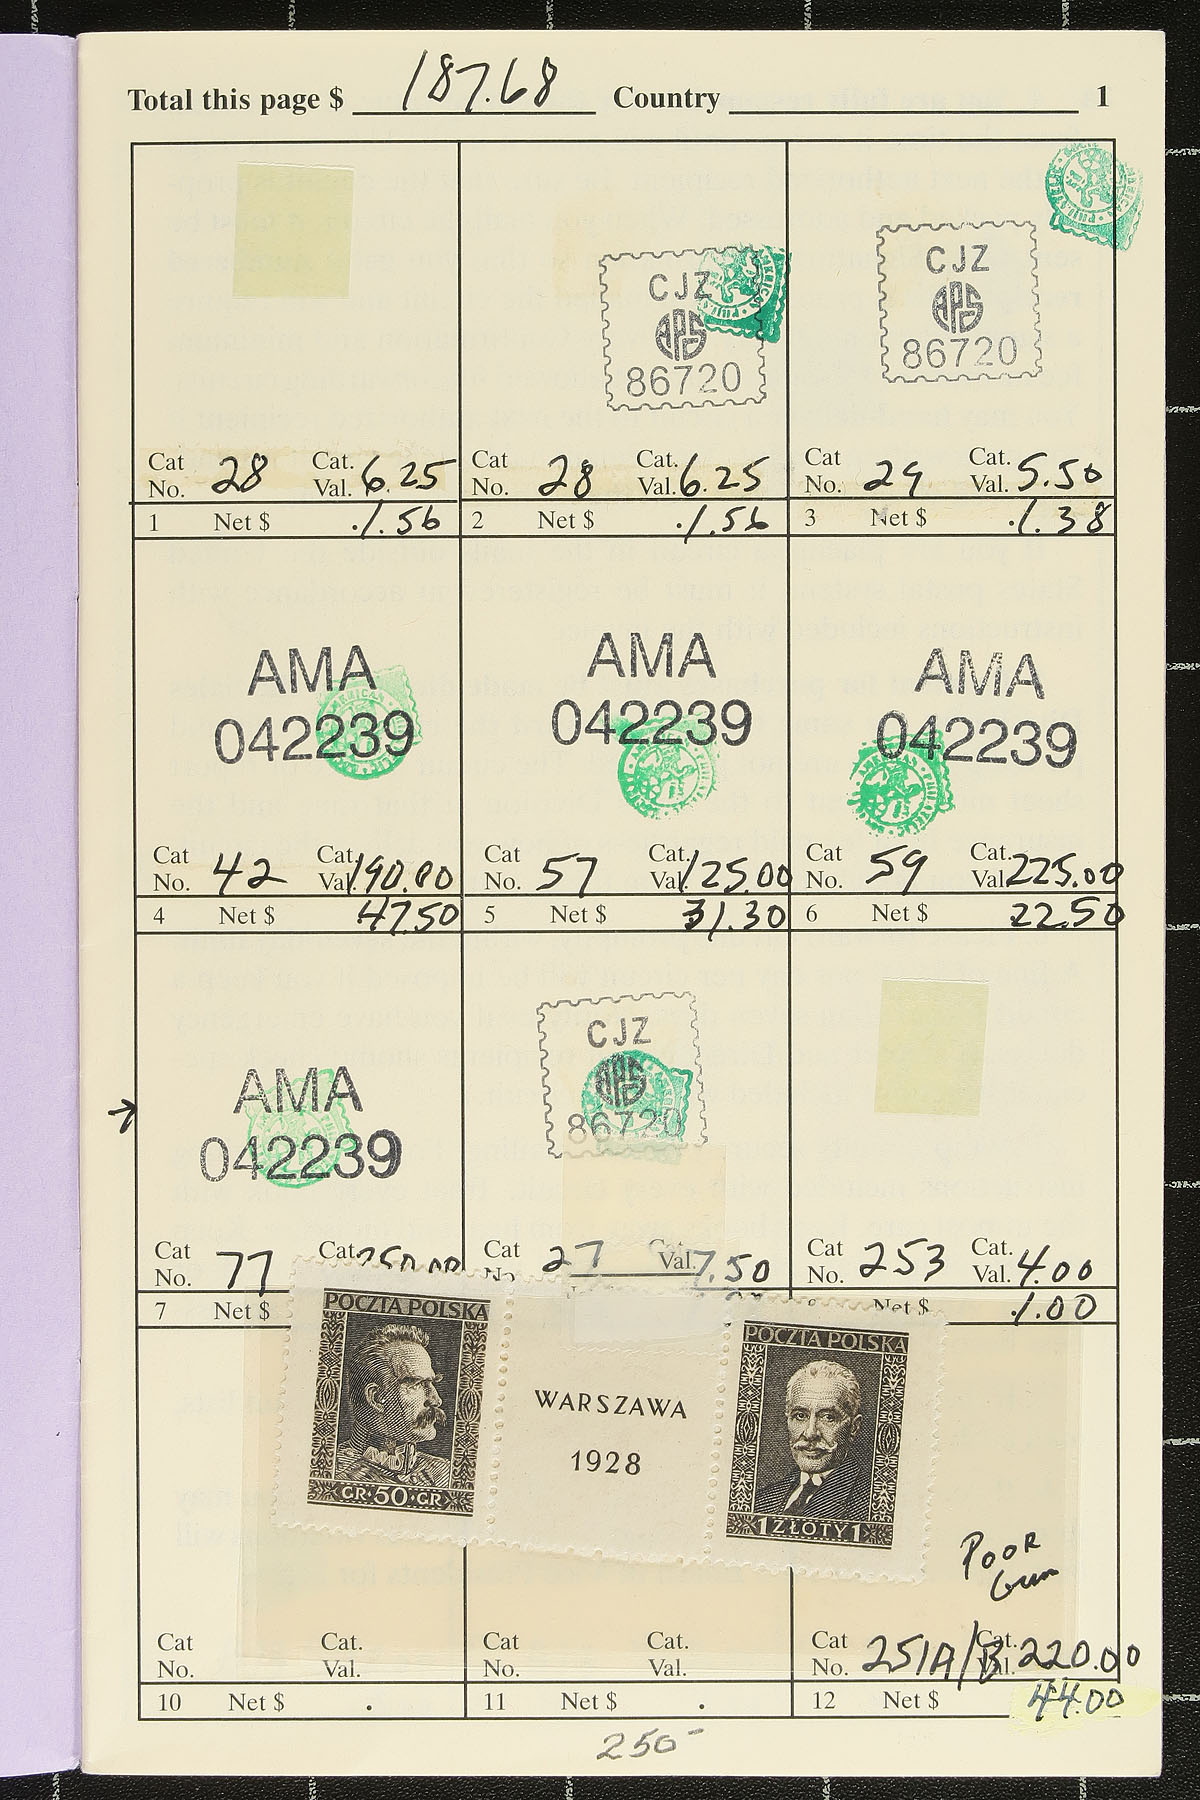 Total this page $ 187.68 Country 1
CJZ
APS
86720
CJZ
APS
86720
Cat No. 28 Cat. Val. 6.25
Cat No. 28 Cat. Val. 6.25
Cat No. 29 Cat. Val. 5.50
1 Net $ .1.56
2 Net $ .1.56
3 Net $ .1.38
AMA
042239
AMA
042239
AMA
042239
Cat No. 42 Cat. Val. 190.00
Cat No. 57 Cat. Val. 125.00
Cat No. 59 Cat. Val. 225.00
4 Net $ 47.50
5 Net $ 31.30
6 Net $ 22.50
AMA
042239
CJZ
APS
86720
Cat No. 77 Cat. 250.00
Cat No. 27 Cat. Val. 7.50
Cat No. 253 Cat. Val. 4.00
7 Net $
Net $ .1.00
POCZTA POLSKA
GR·50·GR
WARSZAWA
1928
POCZTA POLSKA
1 ZŁOTY 1
POOR
Gum
Cat No. Cat. Val.
Cat No. Cat. Val.
Cat No. 251A/B Cat. Val. 220.00
10 Net $ .
11 Net $ .
12 Net $ 44.00
250-